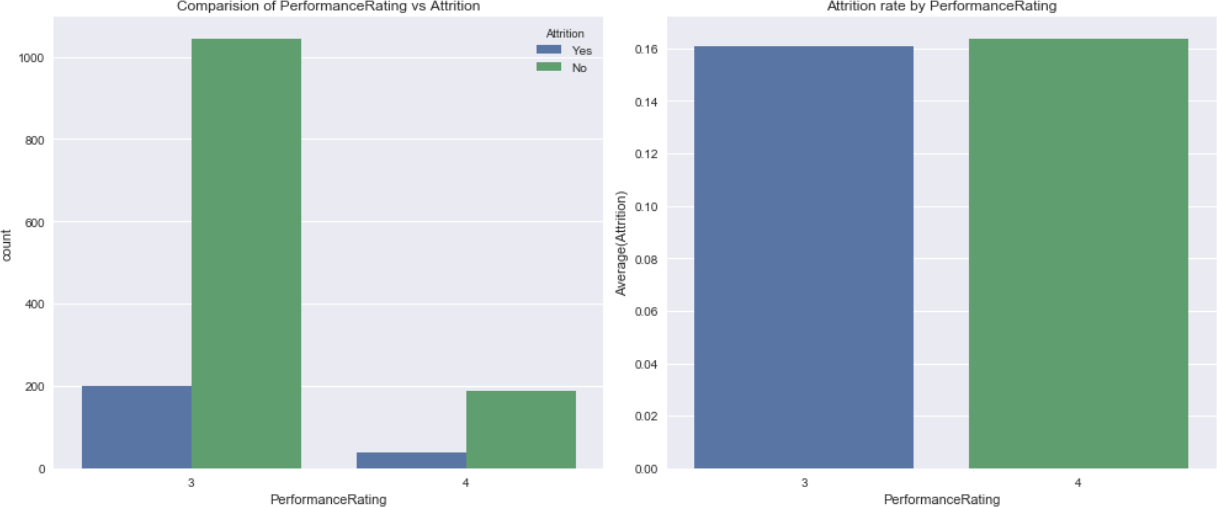 Comparision of PerformanceRating vs Attrition
Attrition
Yes
No
1000
800
600
400
200
0
count
3
4
PerformanceRating
Attrition rate by PerformanceRating
0.16
0.14
0.12
0.10
0.08
0.06
0.04
0.02
0.00
Average(Attrition)
3
4
PerformanceRating